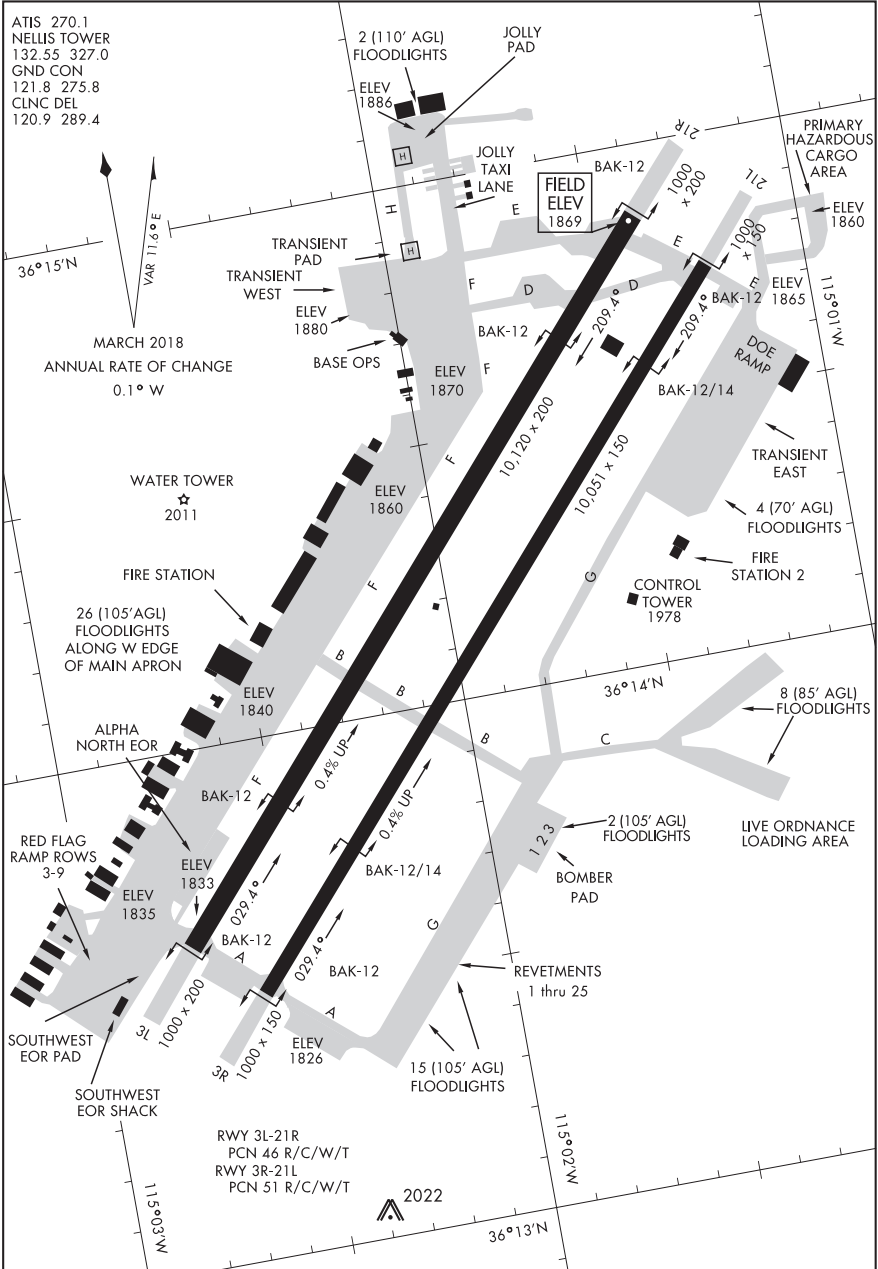 ATIS 270.1
NELLIS TOWER
132.55 327.0
GND CON
121.8 275.8
CLNC DEL
120.9 289.4
2 (110' AGL)
FLOODLIGHTS
JOLLY
PAD
ELEV
1886
H
JOLLY
TAXI
LANE
H
E
BAK-12
21R
1000
x 200
21L
PRIMARY
HAZARDOUS
CARGO
AREA
ELEV
1860
FIELD
ELEV
1869
E
1000
x 150
E
ELEV
1865
115°01'W
36°15'N
VAR 11.6° E
TRANSIENT
PAD
H
TRANSIENT
WEST
ELEV
1880
F
D
D
209.4°
209.4°
BAK-12
BAK-12
MARCH 2018
ANNUAL RATE OF CHANGE
0.1° W
BASE OPS
ELEV
1870
F
DOE
RAMP
BAK-12/14
10,120 x 200
10,051 x 150
TRANSIENT
EAST
WATER TOWER
2011
F
ELEV
1860
4 (70' AGL)
FLOODLIGHTS
FIRE STATION
F
G
FIRE
STATION 2
CONTROL
TOWER
1978
26 (105'AGL)
FLOODLIGHTS
ALONG W EDGE
OF MAIN APRON
B
B
B
36°14'N
ELEV
1840
8 (85' AGL)
FLOODLIGHTS
C
ALPHA
NORTH EOR
F
BAK-12
0.4% UP
0.4% UP
2 (105' AGL)
FLOODLIGHTS
LIVE ORDNANCE
LOADING AREA
1 2 3
BOMBER
PAD
RED FLAG
RAMP ROWS
3-9
ELEV
1833
ELEV
1835
029.4°
BAK-12/14
G
BAK-12
A
029.4°
BAK-12
REVETMENTS
1 thru 25
A
ELEV
1826
3L
1000 x 200
3R
1000 x 150
SOUTHWEST
EOR PAD
SOUTHWEST
EOR SHACK
15 (105' AGL)
FLOODLIGHTS
RWY 3L-21R
PCN 46 R/C/W/T
RWY 3R-21L
PCN 51 R/C/W/T
115°03'W
115°02'W
2022
36°13'N